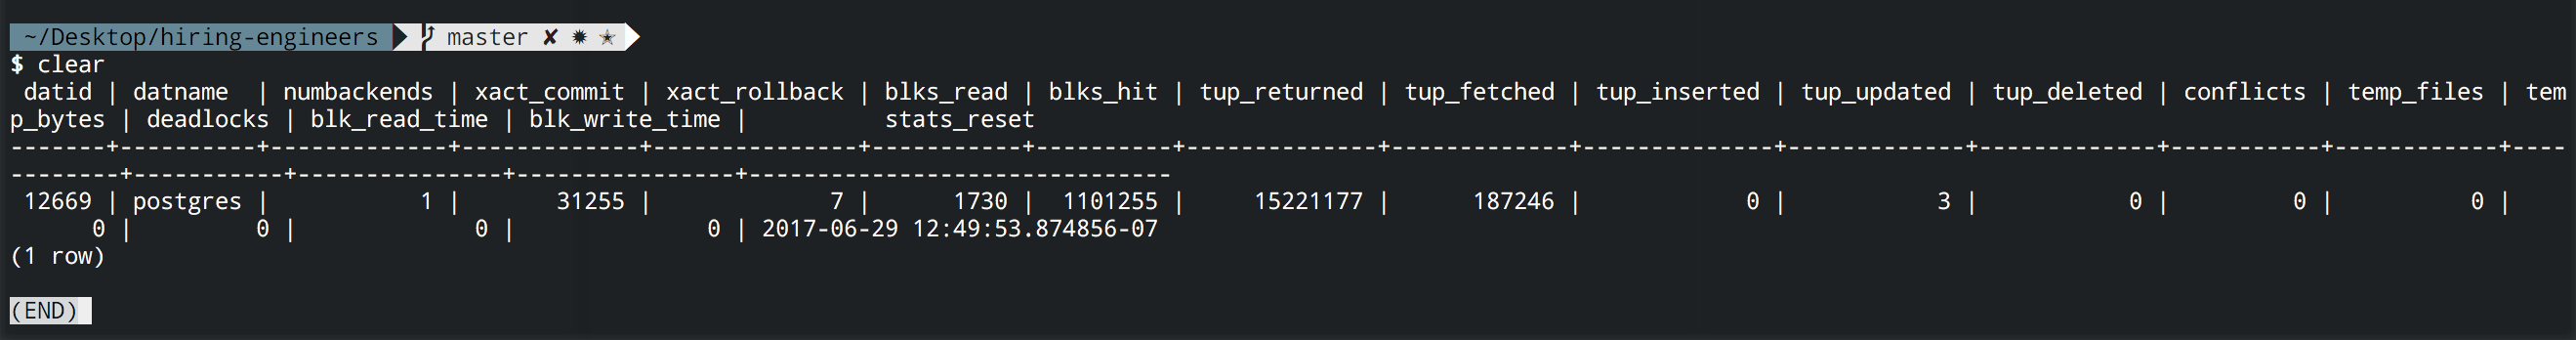 ~/Desktop/hiring-engineers master ✘ ✹ ✭
$ clear
 datid | datname  | numbackends | xact_commit | xact_rollback | blks_read | blks_hit | tup_returned | tup_fetched | tup_inserted | tup_updated | tup_deleted | conflicts | temp_files | tem
p_bytes | deadlocks | blk_read_time | blk_write_time |          stats_reset
-------+----------+-------------+-------------+---------------+-----------+----------+--------------+-------------+--------------+-------------+-------------+-----------+------------+----
--------+-----------+---------------+----------------+-------------------------------
 12669 | postgres |           1 |       31255 |             7 |      1730 |  1101255 |     15221177 |      187246 |            0 |           3 |           0 |         0 |          0 |
      0 |         0 |             0 |              0 | 2017-06-29 12:49:53.874856-07
(1 row)
(END)